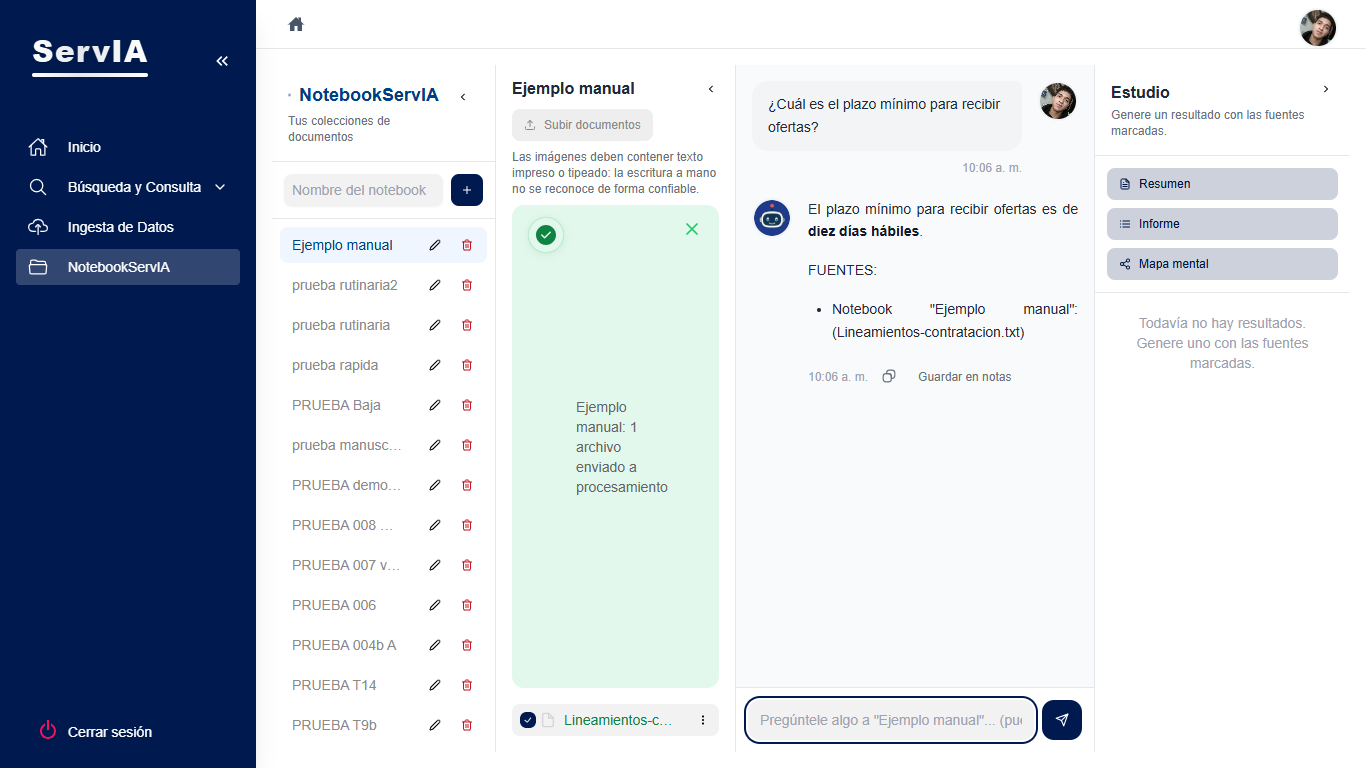 ServIA
Inicio
Búsqueda y Consulta
Ingesta de Datos
NotebookServIA
Cerrar sesión
NotebookServIA
Tus colecciones de
documentos
Nombre del notebook
Ejemplo manual
prueba rutinaria2
prueba rutinaria
prueba rapida
PRUEBA Baja
prueba manusc...
PRUEBA demo...
PRUEBA 008 ...
PRUEBA 007 v...
PRUEBA 006
PRUEBA 004b A
PRUEBA T14
PRUEBA T9b
Ejemplo manual
Subir documentos
Las imágenes deben contener texto
impreso o tipeado: la escritura a mano
no se reconoce de forma confiable.
Ejemplo
manual: 1
archivo
enviado a
procesamiento
Lineamientos-c...
¿Cuál es el plazo mínimo para recibir
ofertas?
10:06 a. m.
El plazo mínimo para recibir ofertas es de
diez días hábiles.
FUENTES:
Notebook "Ejemplo manual":
(Lineamientos-contratacion.txt)
10:06 a. m. Guardar en notas
Pregúntele algo a "Ejemplo manual"... (pue
Estudio
Genere un resultado con las fuentes
marcadas.
Resumen
Informe
Mapa mental
Todavía no hay resultados.
Genere uno con las fuentes
marcadas.